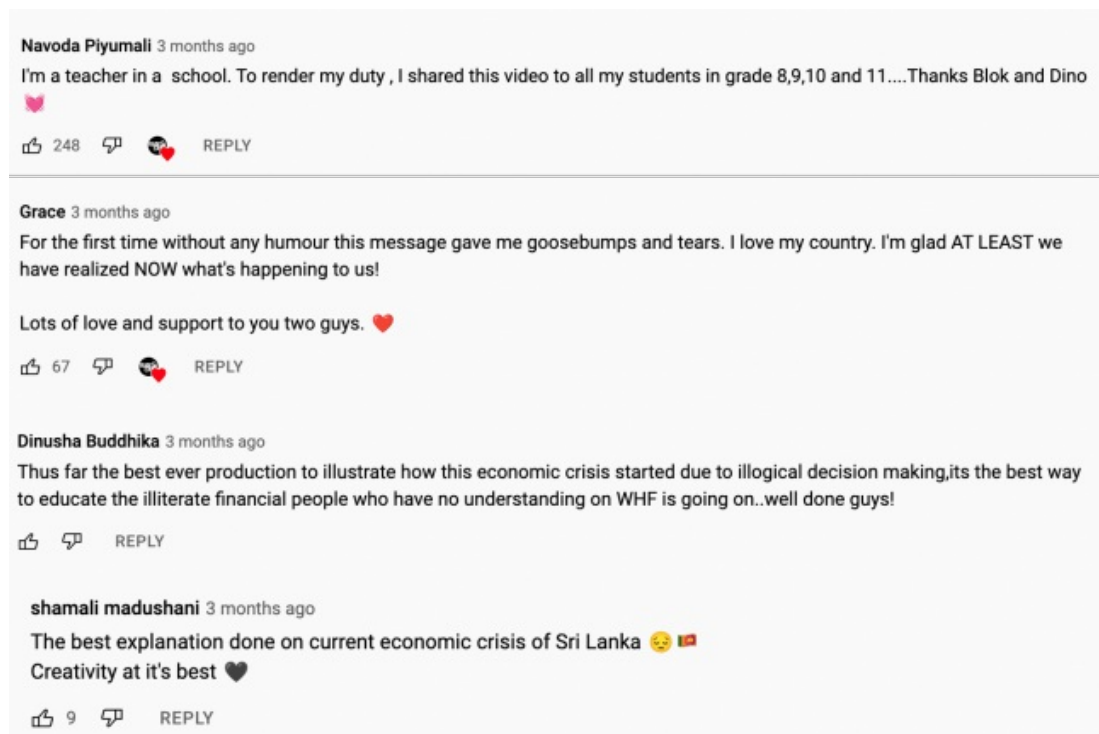 Navoda Piyumali 3 months ago
I'm a teacher in a school. To render my duty , I shared this video to all my students in grade 8,9,10 and 11....Thanks Blok and Dino
💓
248 REPLY
Grace 3 months ago
For the first time without any humour this message gave me goosebumps and tears. I love my country. I'm glad AT LEAST we
have realized NOW what's happening to us!
Lots of love and support to you two guys. ❤️
67 REPLY
Dinusha Buddhika 3 months ago
Thus far the best ever production to illustrate how this economic crisis started due to illogical decision making,its the best way
to educate the illiterate financial people who have no understanding on WHF is going on..well done guys!
REPLY
shamali madushani 3 months ago
The best explanation done on current economic crisis of Sri Lanka 😔 🇱🇰
Creativity at it's best 🖤
9 REPLY